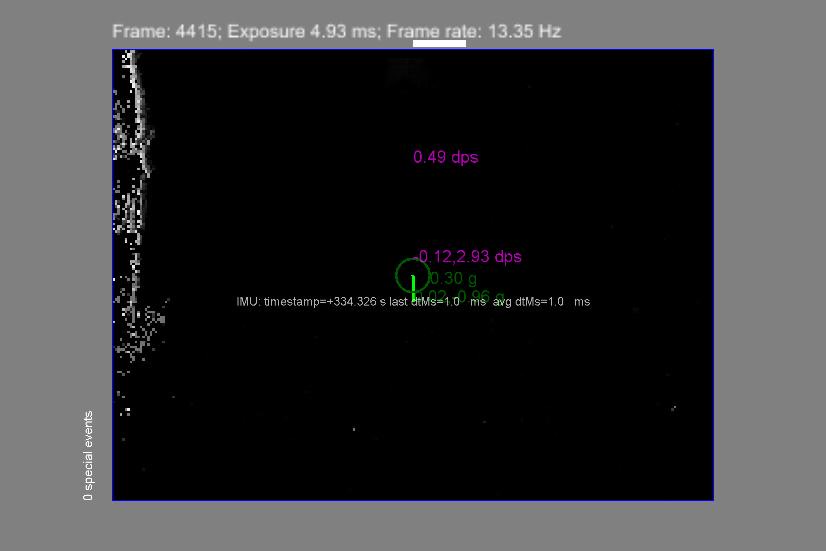 Frame: 4415; Exposure 4.93 ms; Frame rate: 13.35 Hz
0.49 dps
-0.12,2.93 dps
0.30 g
0.96 g
IMU: timestamp=+334.326 s last dtMs=1.0 ms avg dtMs=1.0 ms
0 special events